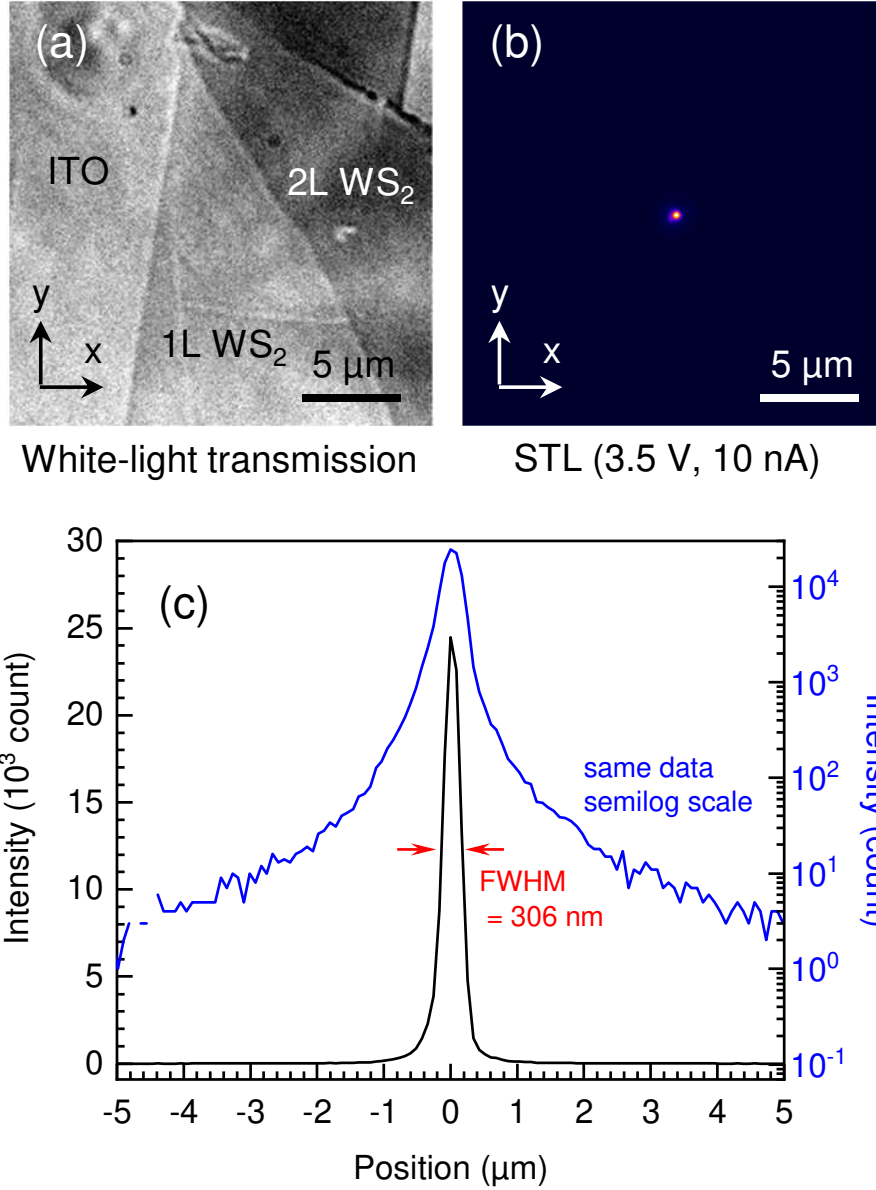 (a)
ITO
2L WS₂
1L WS₂
y
x
5 μm
White-light transmission
(b)
y
x
5 μm
STL (3.5 V, 10 nA)
(c)
30
25
20
15
10
5
0
Intensity (10³ count)
10⁴
10³
10²
10¹
10⁰
10⁻¹
Intensity (count)
same data
semilog scale
FWHM
= 306 nm
-5 -4 -3 -2 -1 0 1 2 3 4 5
Position (μm)